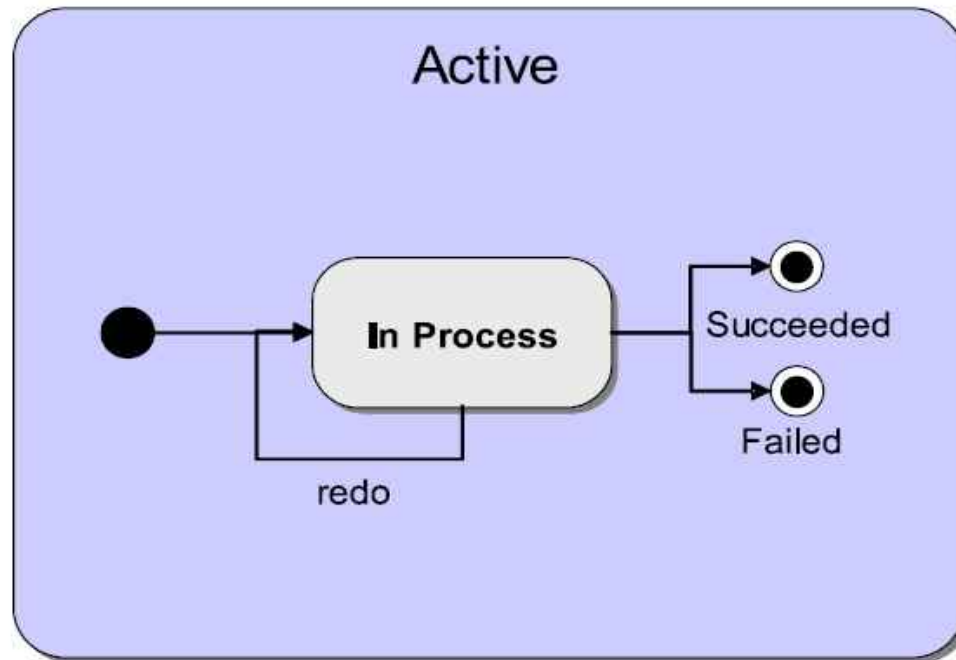 Active
In Process
Succeeded
Failed
redo